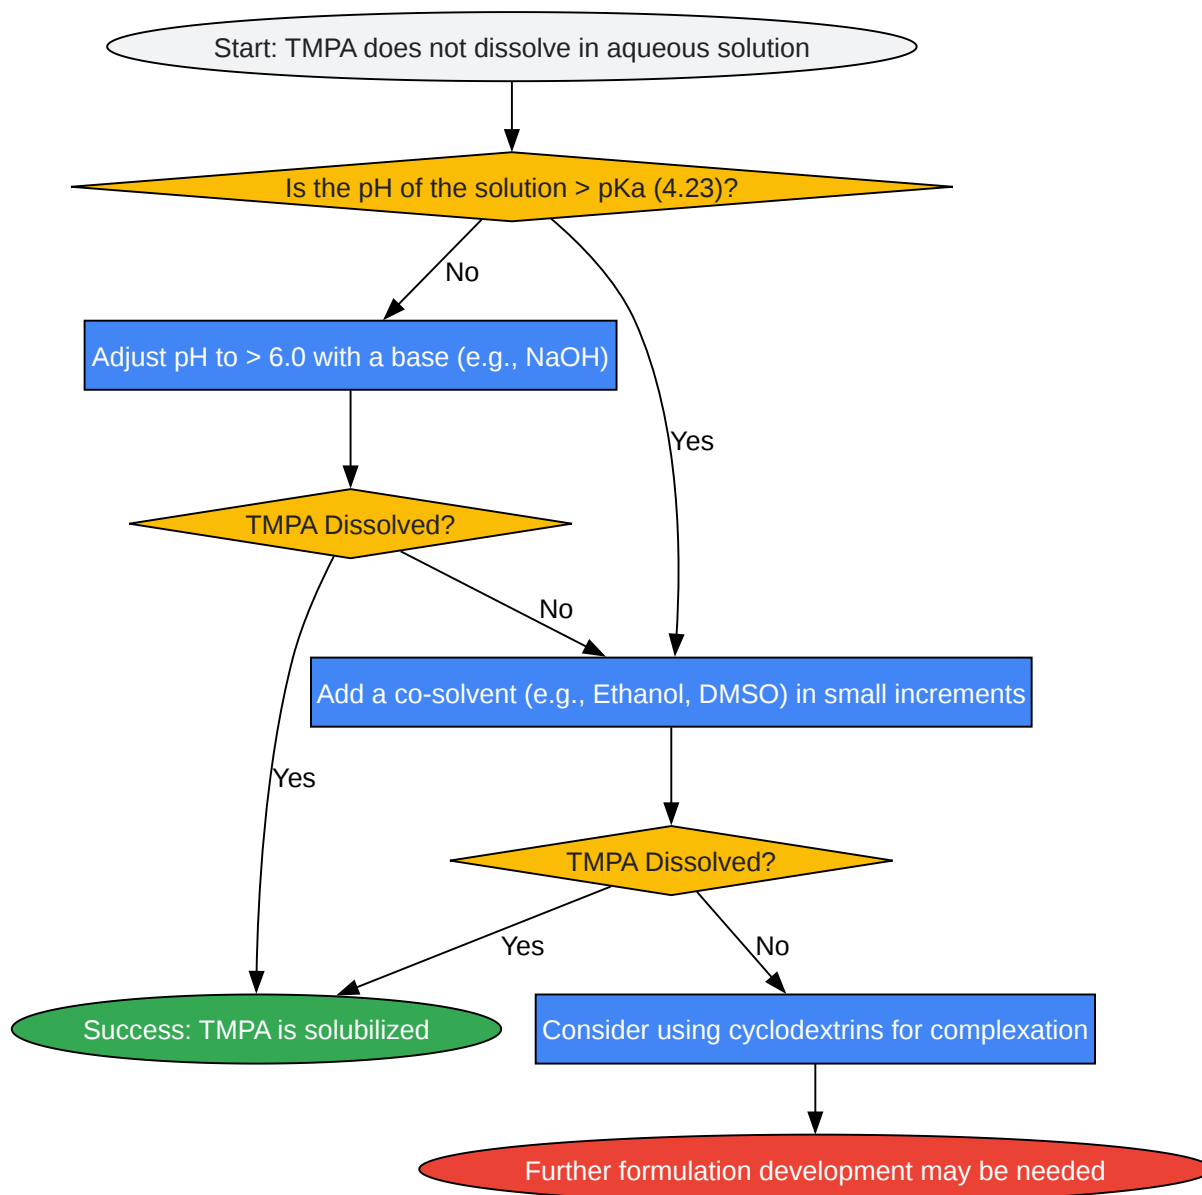 Start: TMPA does not dissolve in aqueous solution
Is the pH of the solution > pKa (4.23)?
No
Adjust pH to > 6.0 with a base (e.g., NaOH)
Yes
TMPA Dissolved?
No
Add a co-solvent (e.g., Ethanol, DMSO) in small increments
Yes
TMPA Dissolved?
Yes
No
Success: TMPA is solubilized
Consider using cyclodextrins for complexation
Further formulation development may be needed